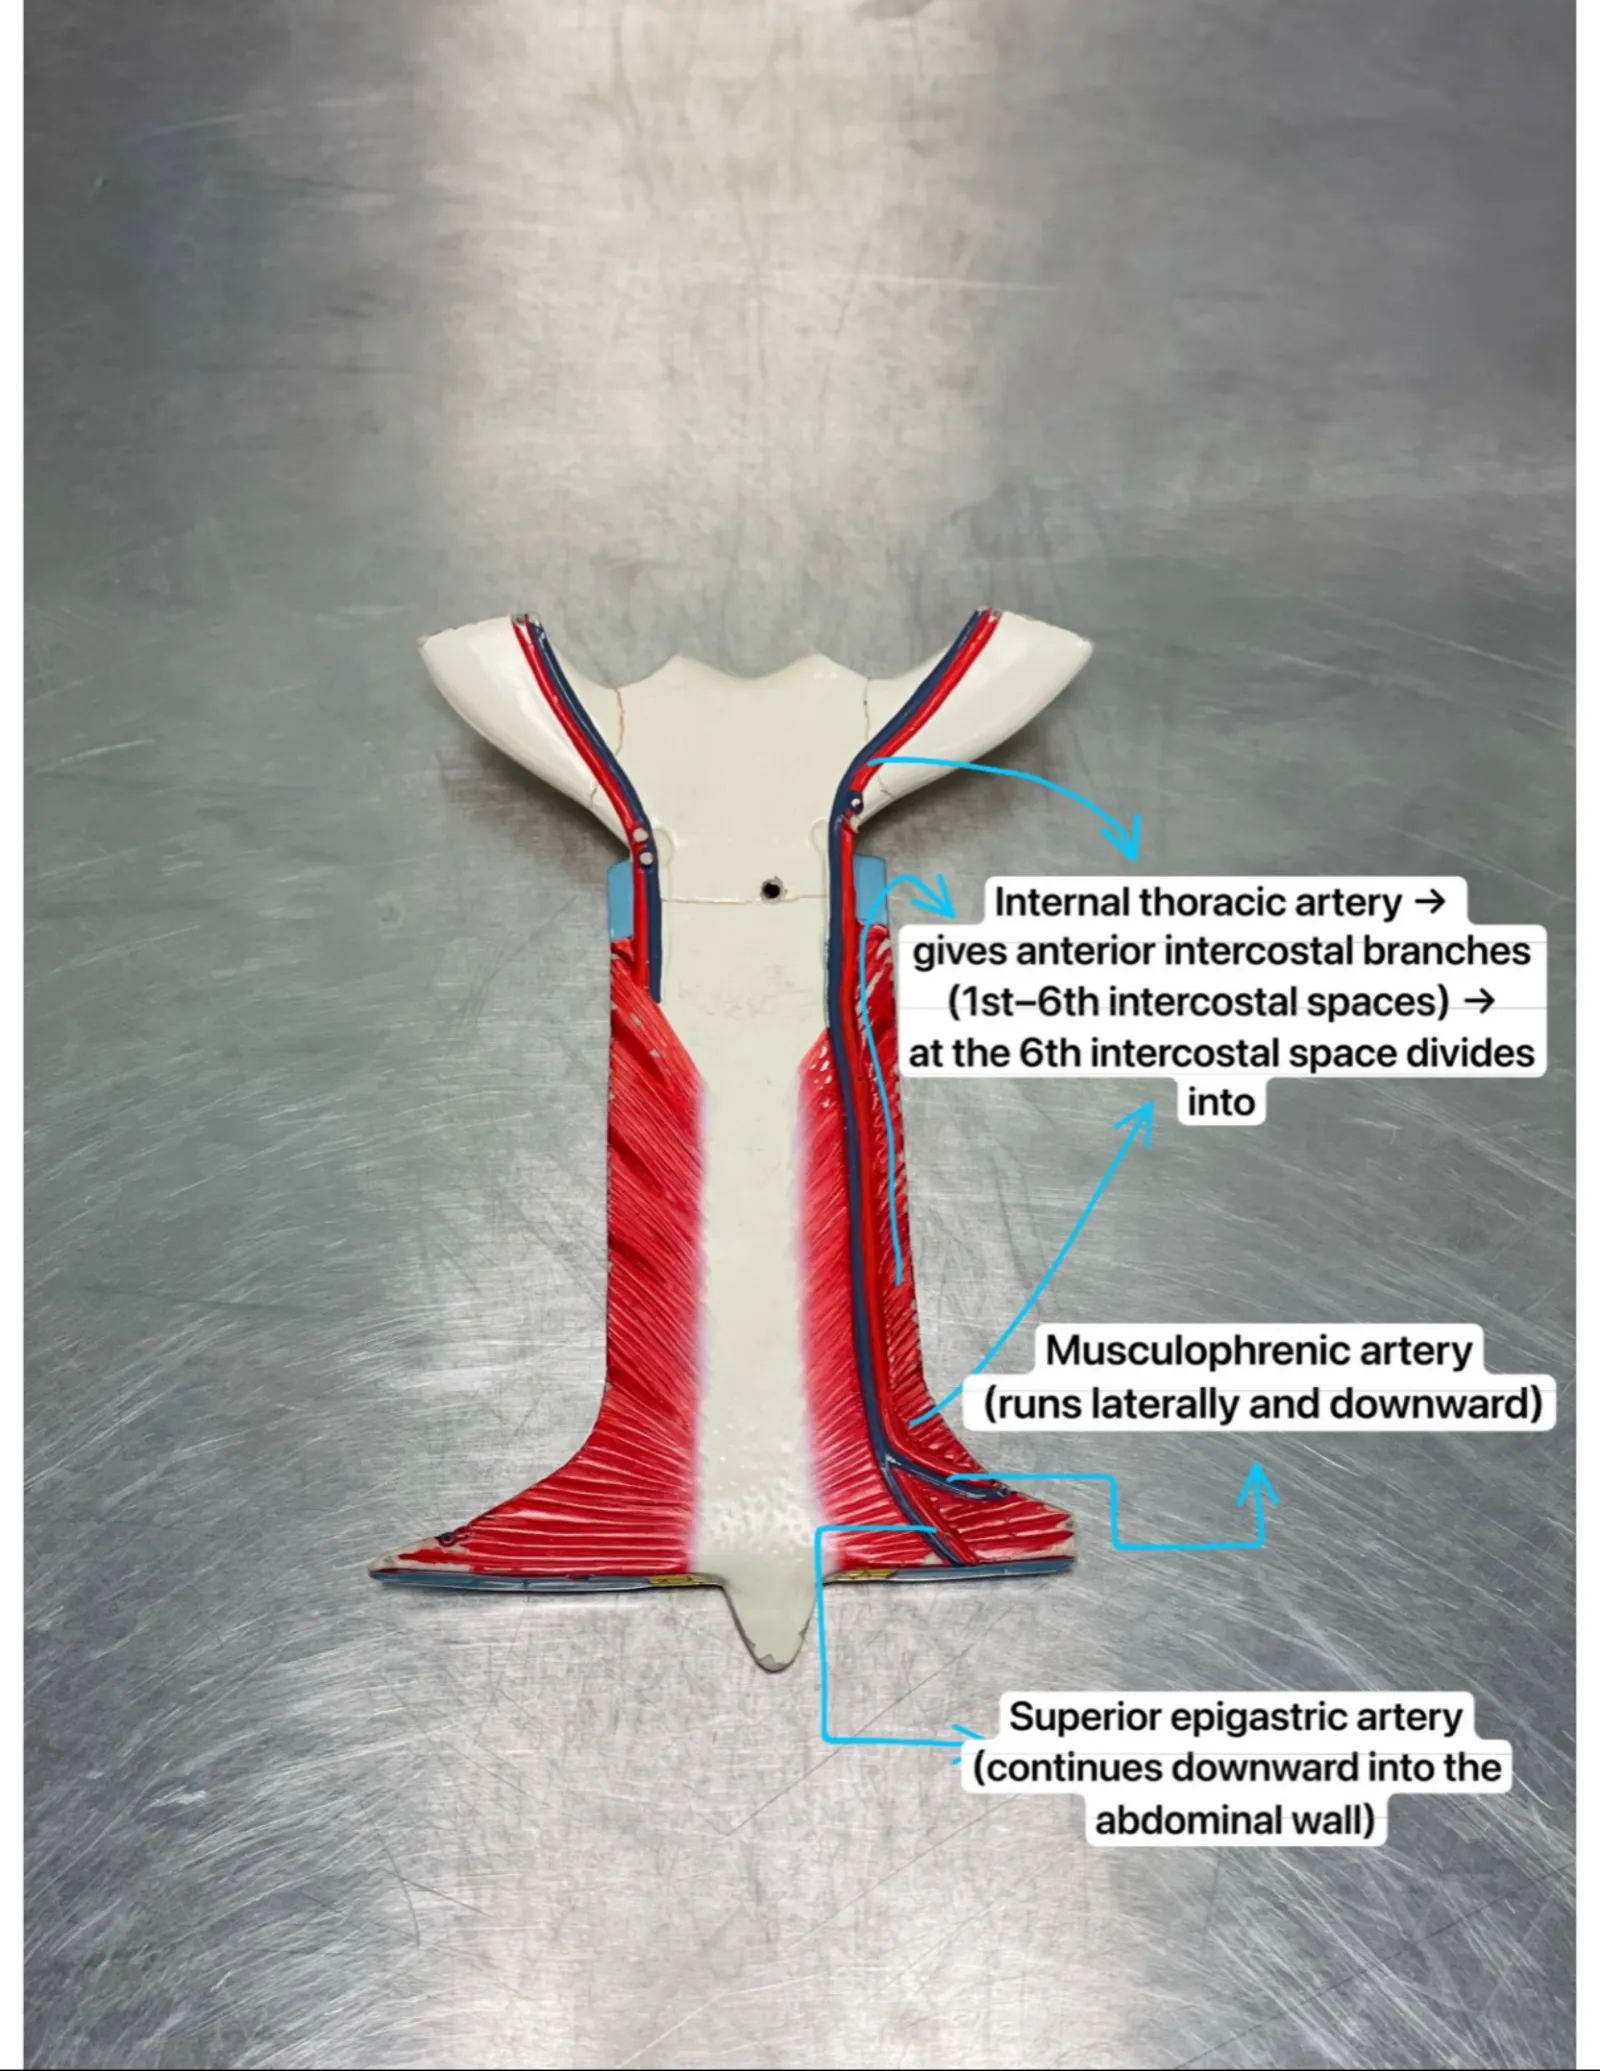 Internal thoracic artery →
gives anterior intercostal branches
(1st–6th intercostal spaces) →
at the 6th intercostal space divides
into
Musculophrenic artery
(runs laterally and downward)
Superior epigastric artery
(continues downward into the
abdominal wall)